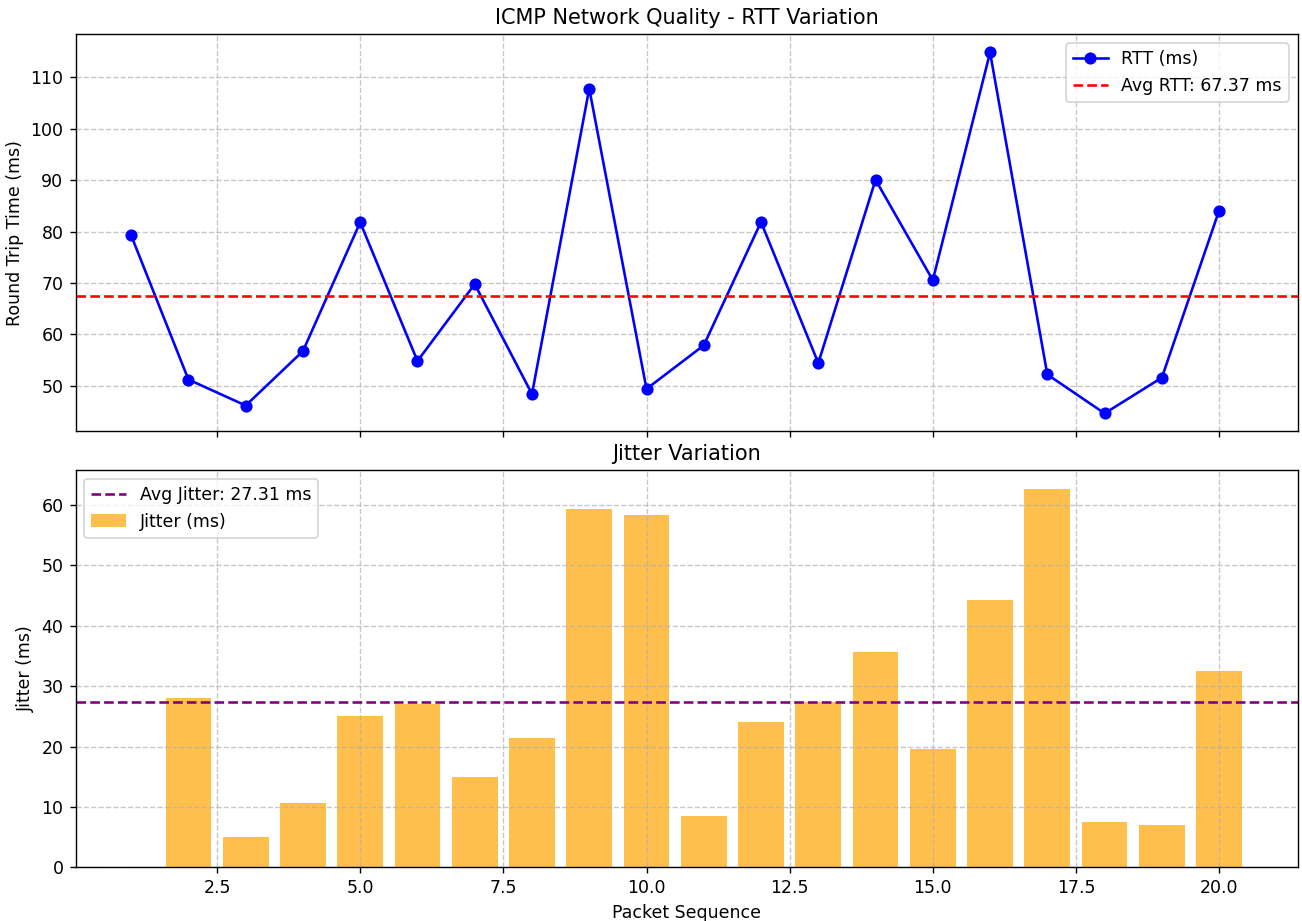 ICMP Network Quality - RTT Variation
Round Trip Time (ms)
110
100
90
80
70
60
50
RTT (ms)
Avg RTT: 67.37 ms
Jitter Variation
Jitter (ms)
60
50
40
30
20
10
0
Avg Jitter: 27.31 ms
Jitter (ms)
2.5 5.0 7.5 10.0 12.5 15.0 17.5 20.0
Packet Sequence